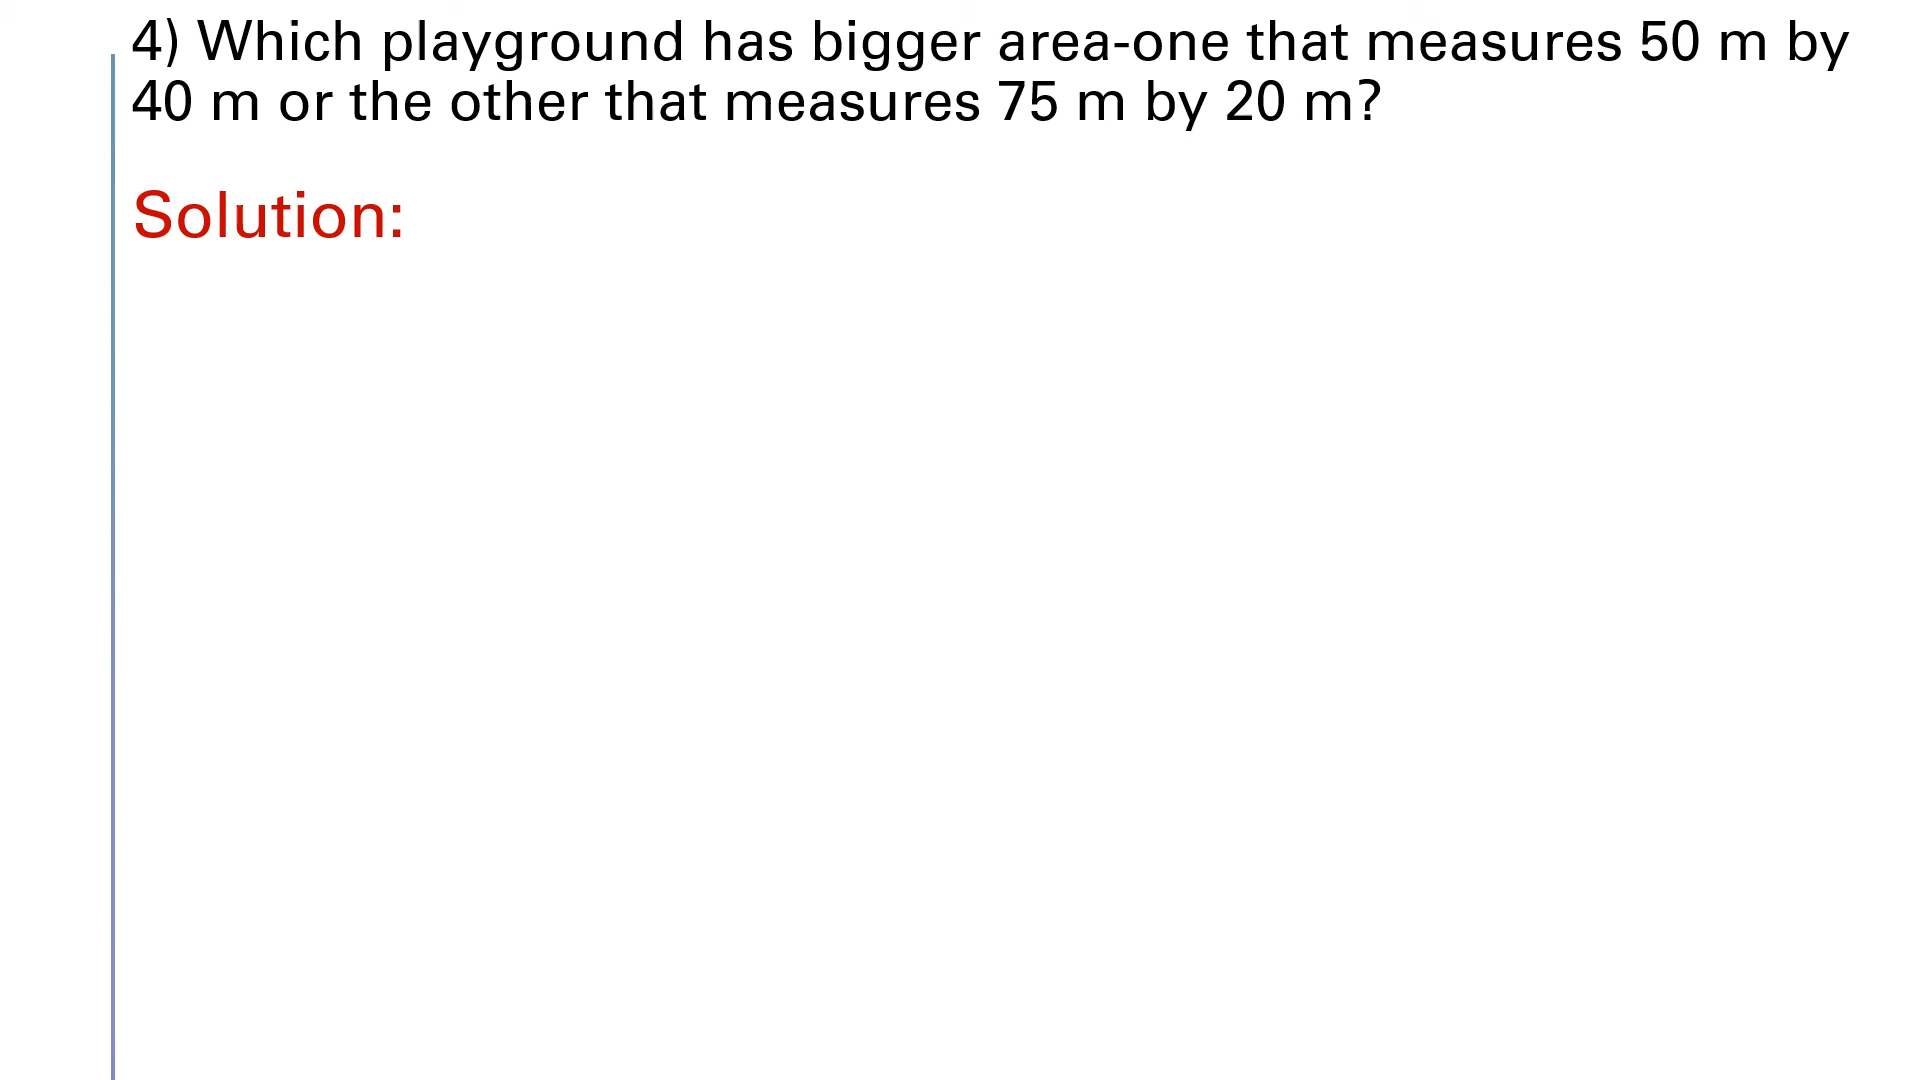 4) Which playground has bigger area-one that measures 50 m by
40 m or the other that measures 75 m by 20 m?
Solution: